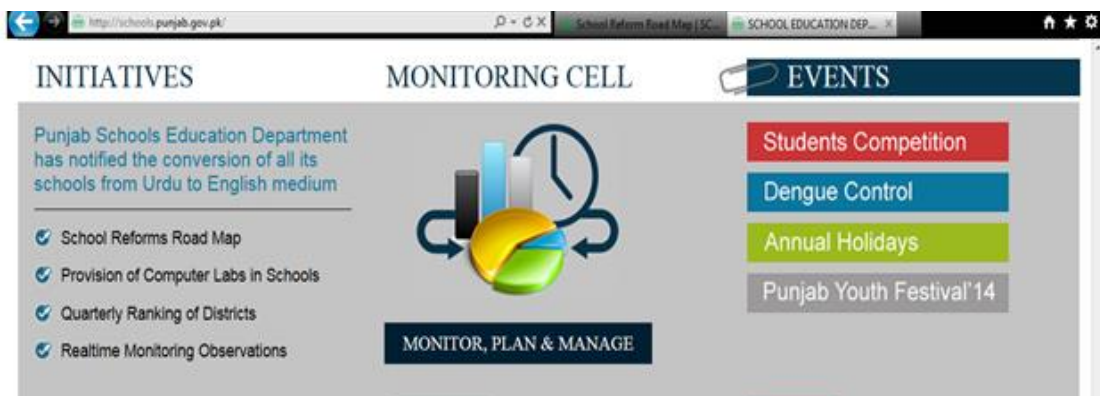 http://schools.punjab.gov.pk/
School Reform Road Map | SC...
SCHOOL EDUCATION DEP...
INITIATIVES
Punjab Schools Education Department
has notified the conversion of all its
schools from Urdu to English medium
School Reforms Road Map
Provision of Computer Labs in Schools
Quarterly Ranking of Districts
Realtime Monitoring Observations
MONITORING CELL
MONITOR, PLAN & MANAGE
EVENTS
Students Competition
Dengue Control
Annual Holidays
Punjab Youth Festival'14